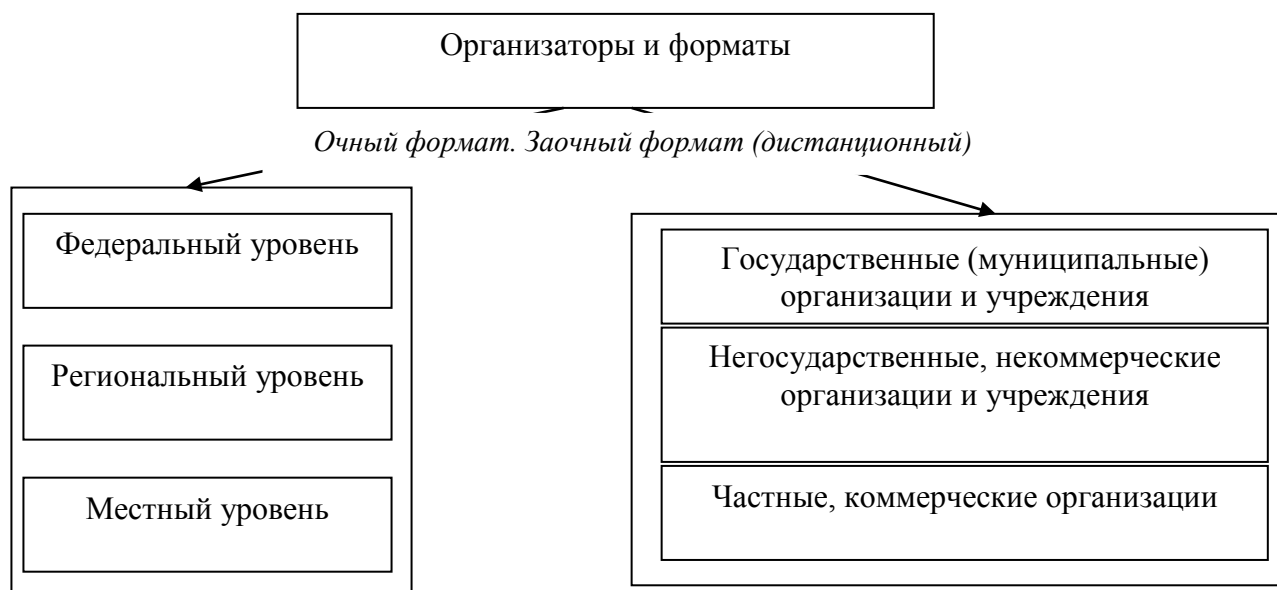 Организаторы и форматы
Очный формат. Заочный формат (дистанционный)
Федеральный уровень
Региональный уровень
Местный уровень
Государственные (муниципальные)
организации и учреждения
Негосударственные, некоммерческие
организации и учреждения
Частные, коммерческие организации